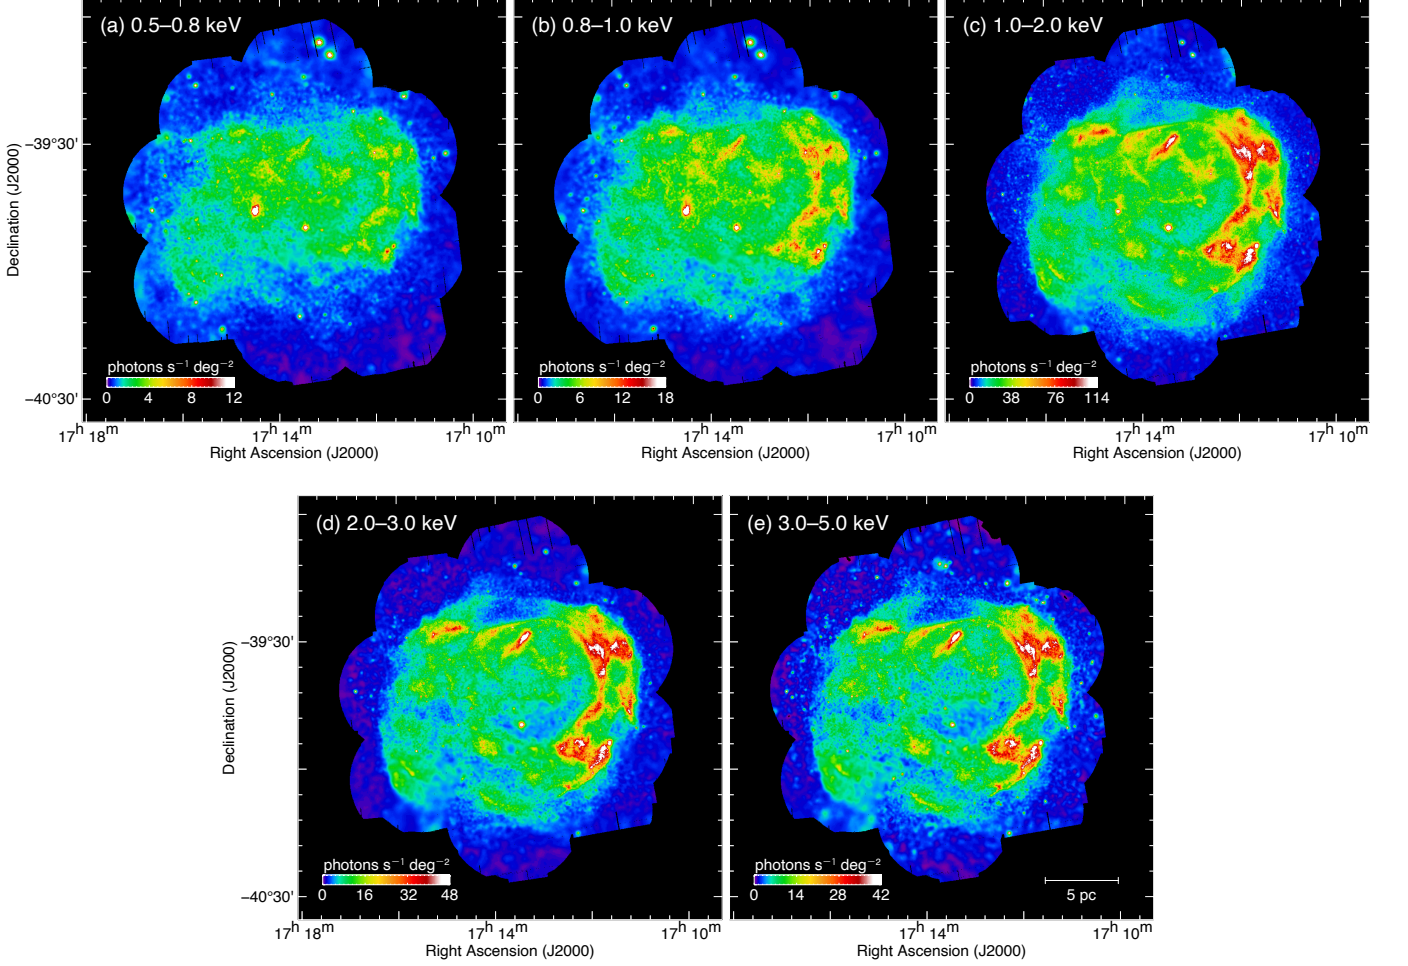 (a) 0.5–0.8 keV
(b) 0.8–1.0 keV
(c) 1.0–2.0 keV
Declination (J2000)
−39°30'
−40°30'
photons s⁻¹ deg⁻²
0 4 8 12
photons s⁻¹ deg⁻²
0 6 12 18
photons s⁻¹ deg⁻²
0 38 76 114
17ʰ 18ᵐ 17ʰ 14ᵐ 17ʰ 10ᵐ
17ʰ 14ᵐ 17ʰ 10ᵐ
17ʰ 14ᵐ 17ʰ 10ᵐ
Right Ascension (J2000)
Right Ascension (J2000)
Right Ascension (J2000)
(d) 2.0–3.0 keV
(e) 3.0–5.0 keV
Declination (J2000)
−39°30'
−40°30'
photons s⁻¹ deg⁻²
0 16 32 48
photons s⁻¹ deg⁻²
0 14 28 42
5 pc
17ʰ 18ᵐ 17ʰ 14ᵐ 17ʰ 10ᵐ
17ʰ 14ᵐ 17ʰ 10ᵐ
Right Ascension (J2000)
Right Ascension (J2000)